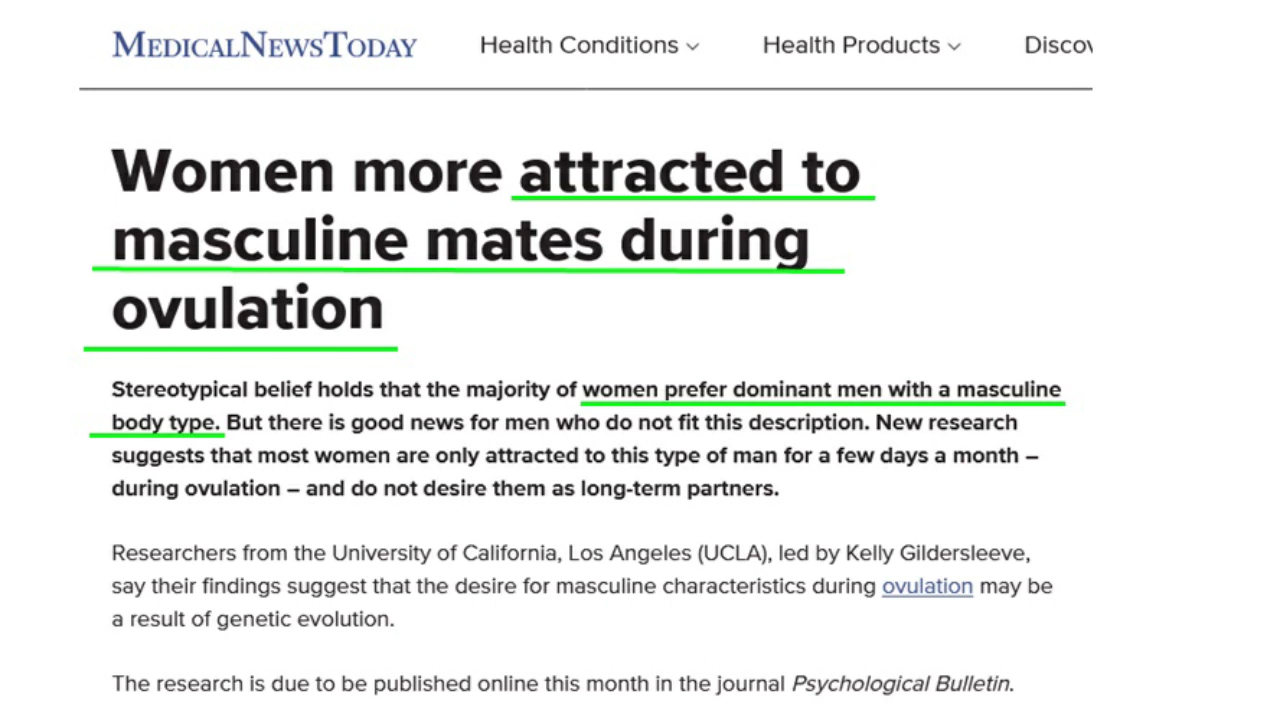 MedicalNewsToday Health Conditions Health Products Discov
Women more attracted to
masculine mates during
ovulation
Stereotypical belief holds that the majority of women prefer dominant men with a masculine
body type. But there is good news for men who do not fit this description. New research
suggests that most women are only attracted to this type of man for a few days a month –
during ovulation – and do not desire them as long-term partners.
Researchers from the University of California, Los Angeles (UCLA), led by Kelly Gildersleeve,
say their findings suggest that the desire for masculine characteristics during ovulation may be
a result of genetic evolution.
The research is due to be published online this month in the journal Psychological Bulletin.